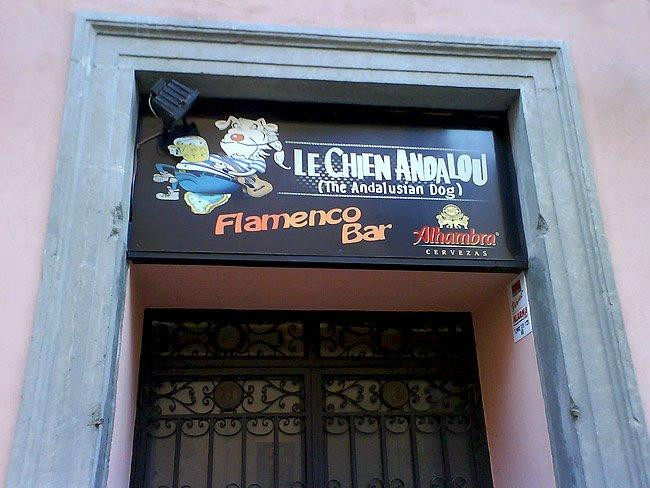 LE CHIEN ANDALOU
(The Andalusian Dog)
Flamenco
Bar
Alhambra®
CERVEZAS